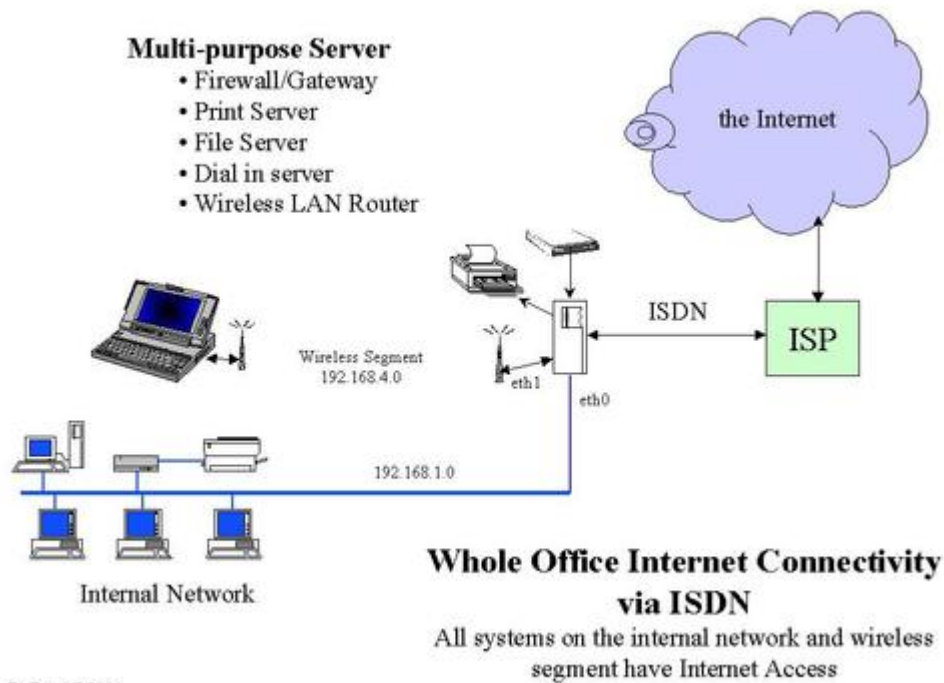 Multi-purpose Server
• Firewall/Gateway
• Print Server
• File Server
• Dial in server
• Wireless LAN Router
the Internet
ISDN
ISP
Wireless Segment
192.168.4.0
eth1
eth0
192.168.1.0
Internal Network
Whole Office Internet Connectivity
via ISDN
All systems on the internal network and wireless
segment have Internet Access